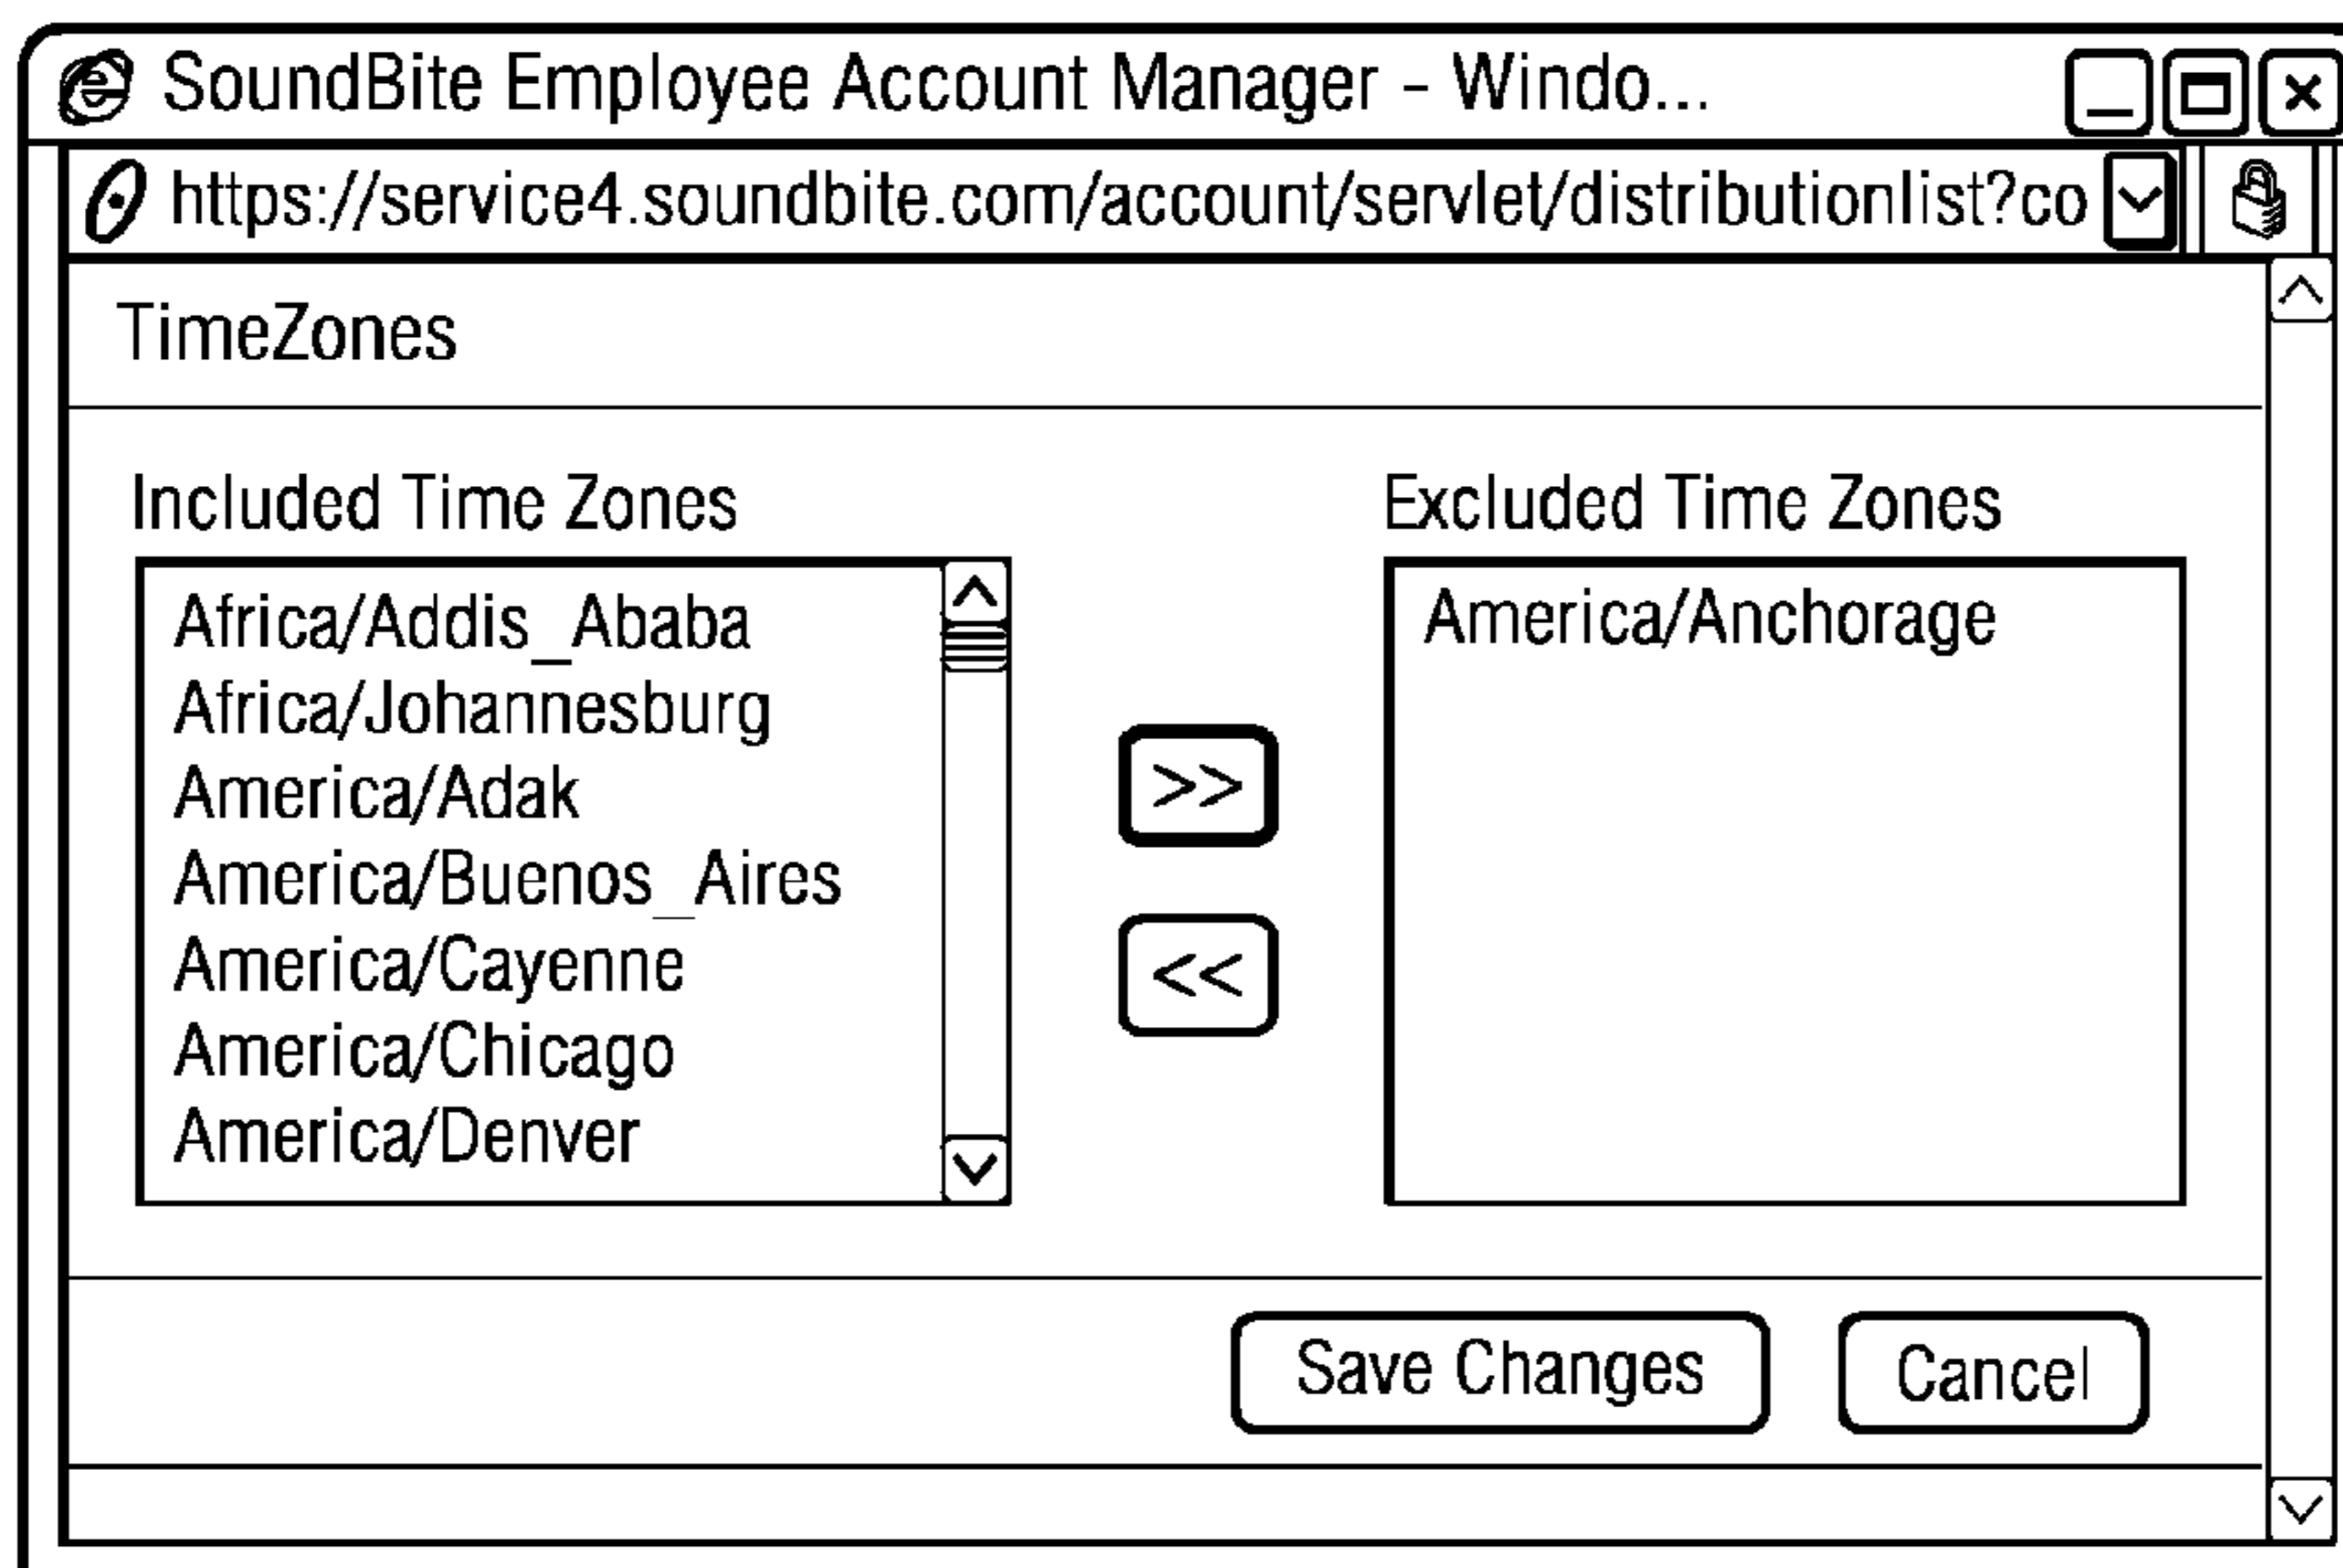 SoundBite Employee Account Manager - Windo...
https://service4.soundbite.com/account/servlet/distributionlist?co
TimeZones
Included Time Zones
Africa/Addis_Ababa
Africa/Johannesburg
America/Adak
America/Buenos_Aires
America/Cayenne
America/Chicago
America/Denver
>>
<<
Excluded Time Zones
America/Anchorage
Save Changes
Cancel